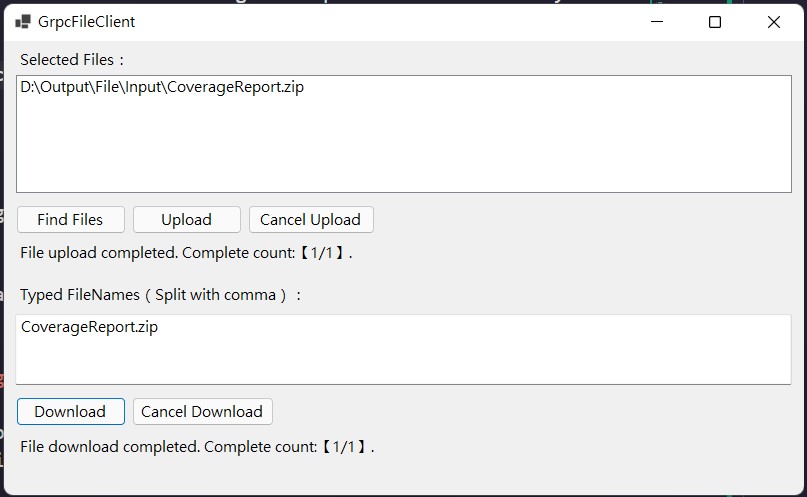 GrpcFileClient
Selected Files：
D:\Output\File\Input\CoverageReport.zip
Find Files
Upload
Cancel Upload
File upload completed. Complete count:【1/1】.
Typed FileNames（Split with comma）：
CoverageReport.zip
Download
Cancel Download
File download completed. Complete count:【1/1】.